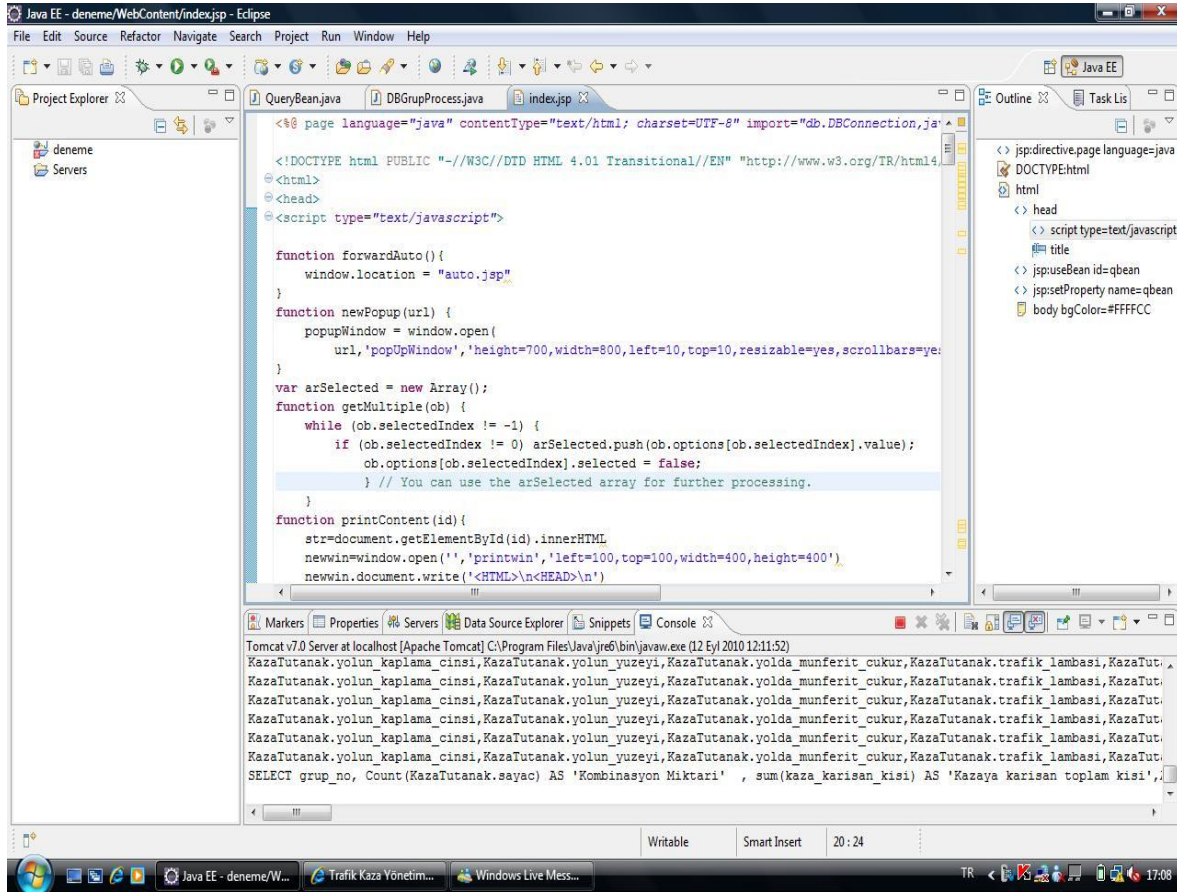 Java EE - deneme/WebContent/index.jsp - Eclipse
File Edit Source Refactor Navigate Search Project Run Window Help
Java EE
Project Explorer
QueryBean.java DBGrupProcess.java index.jsp
Outline Task Lis
deneme
Servers
<%@ page language="java" contentType="text/html; charset=UTF-8" import="db.DBConnection,ja
<!DOCTYPE html PUBLIC "-//W3C//DTD HTML 4.01 Transitional//EN" "http://www.w3.org/TR/html4/
<html>
<head>
<script type="text/javascript">
function forwardAuto(){
window.location = "auto.jsp"
}
function newPopup(url) {
popupWindow = window.open(
url,'popUpWindow','height=700,width=800,left=10,top=10,resizable=yes,scrollbars=yes
}
var arSelected = new Array();
function getMultiple(ob) {
while (ob.selectedIndex != -1) {
if (ob.selectedIndex != 0) arSelected.push(ob.options[ob.selectedIndex].value);
ob.options[ob.selectedIndex].selected = false;
} // You can use the arSelected array for further processing.
}
function printContent(id){
str=document.getElementById(id).innerHTML
newwin=window.open('','printwin','left=100,top=100,width=400,height=400')
newwin.document.write('<HTML>\n<HEAD>\n')
jsp:directive.page language=java
DOCTYPE:html
html
head
script type=text/javascript
title
jsp:useBean id=qbean
jsp:setProperty name=qbean
body bgColor=#FFFFCC
Markers Properties Servers Data Source Explorer Snippets Console
Tomcat v7.0 Server at localhost [Apache Tomcat] C:\Program Files\Java\jre6\bin\javaw.exe (12 Eyl 2010 12:11:52)
KazaTutanak.yolun_kaplama_cinsi,KazaTutanak.yolun_yuzeyi,KazaTutanak.yolda_munferit_cukur,KazaTutanak.trafik_lambasi,KazaTuta
KazaTutanak.yolun_kaplama_cinsi,KazaTutanak.yolun_yuzeyi,KazaTutanak.yolda_munferit_cukur,KazaTutanak.trafik_lambasi,KazaTuta
KazaTutanak.yolun_kaplama_cinsi,KazaTutanak.yolun_yuzeyi,KazaTutanak.yolda_munferit_cukur,KazaTutanak.trafik_lambasi,KazaTuta
KazaTutanak.yolun_kaplama_cinsi,KazaTutanak.yolun_yuzeyi,KazaTutanak.yolda_munferit_cukur,KazaTutanak.trafik_lambasi,KazaTuta
KazaTutanak.yolun_kaplama_cinsi,KazaTutanak.yolun_yuzeyi,KazaTutanak.yolda_munferit_cukur,KazaTutanak.trafik_lambasi,KazaTuta
KazaTutanak.yolun_kaplama_cinsi,KazaTutanak.yolun_yuzeyi,KazaTutanak.yolda_munferit_cukur,KazaTutanak.trafik_lambasi,KazaTuta
SELECT grup_no, Count(KazaTutanak.sayac) AS 'Kombinasyon Miktari' , sum(kaza_karisan_kisi) AS 'Kazaya karisan toplam kisi',
Writable Smart Insert 20 : 24
Java EE - deneme/W... Trafik Kaza Yönetim... Windows Live Mess... TR 17:08